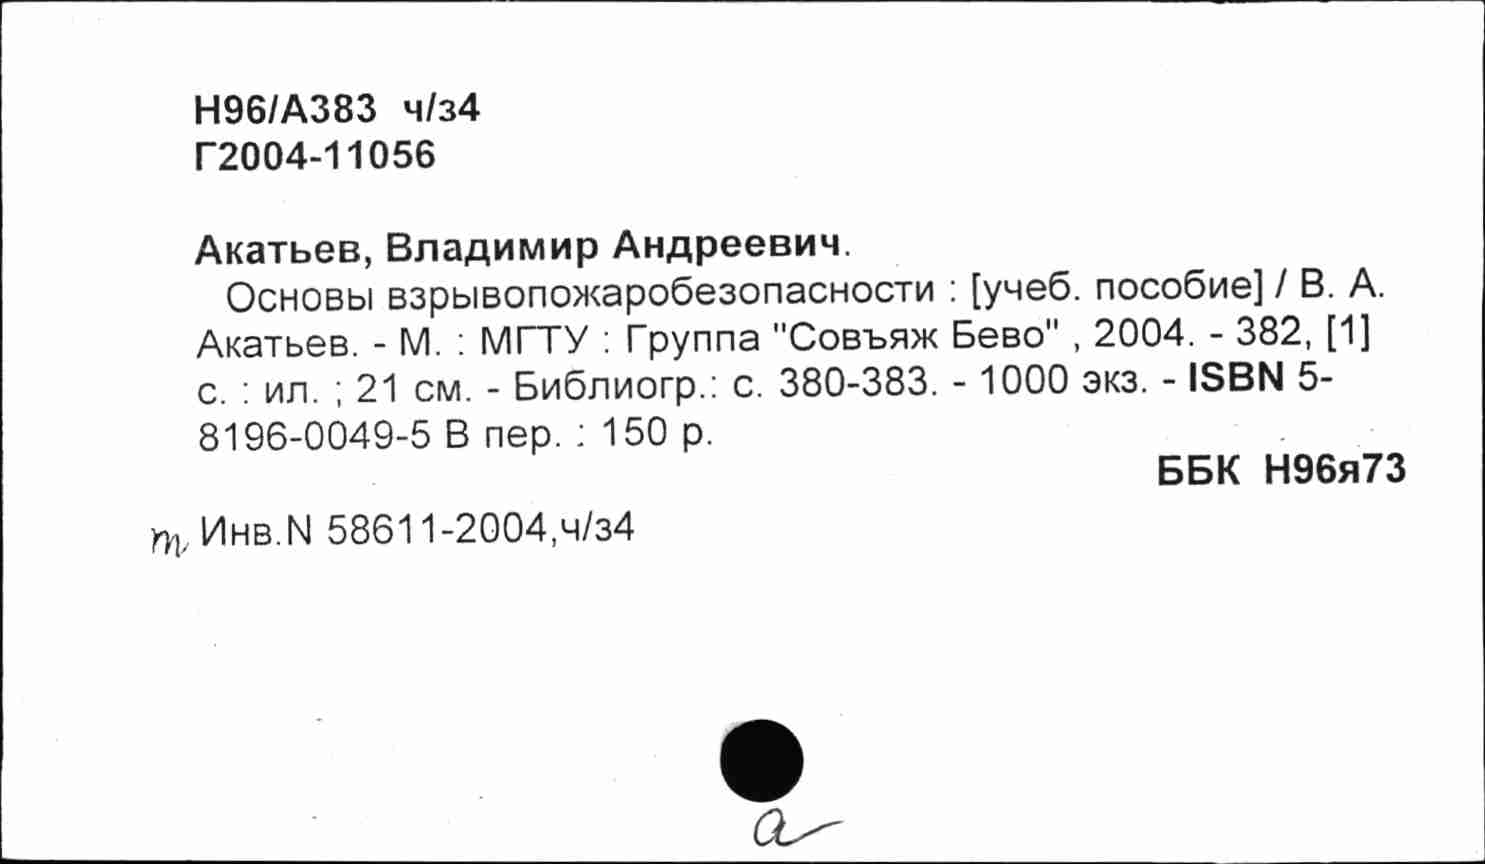 Н96/А383 ч/з4
Г2004-11056
Акатьев, Владимир Андреевич.
Основы взрывопожаробезопасности : [учеб. пособие] / В. А.
Акатьев. - М. : МГТУ : Группа "Совъяж Бево" , 2004. - 382, [1]
с. : ил. ; 21 см. - Библиогр.: с. 380-383. - 1000 экз. - ISBN 5-
8196-0049-5 В пер. : 150 р.
ББК Н96я73
т Инв.N 58611-2004,ч/з4
а